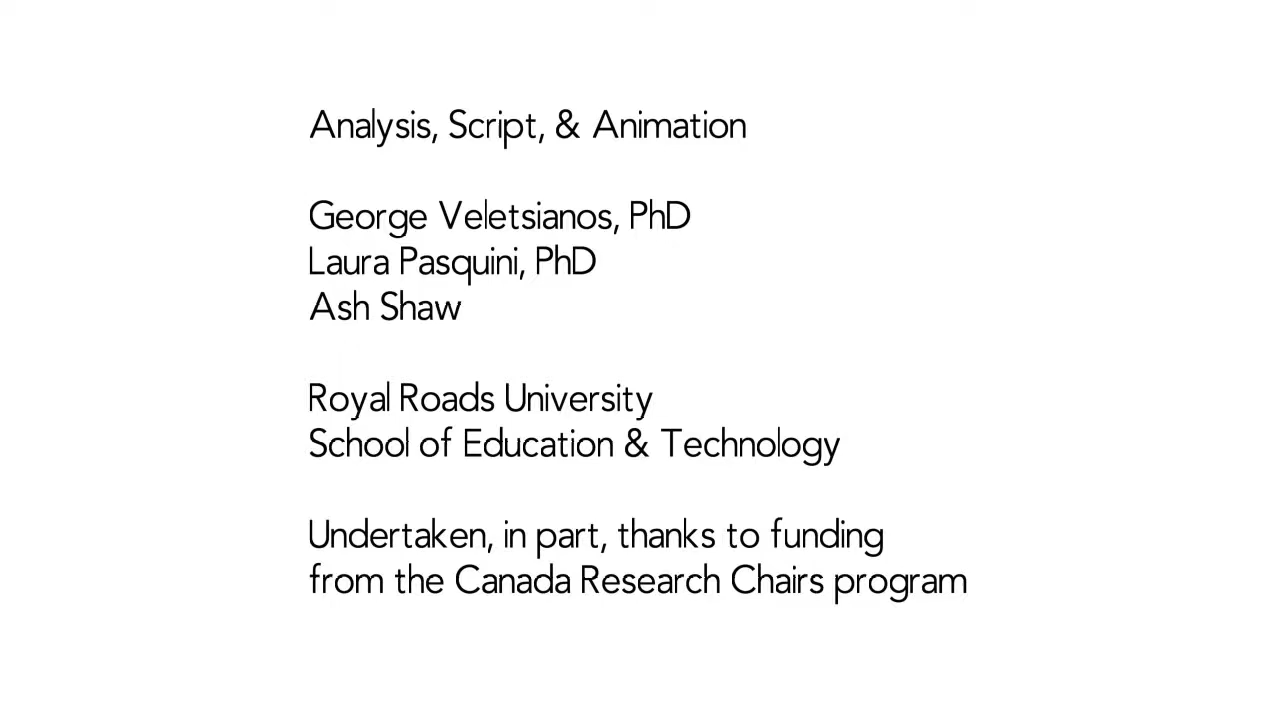 Analysis, Script, & Animation
George Veletsianos, PhD
Laura Pasquini, PhD
Ash Shaw
Royal Roads University
School of Education & Technology
Undertaken, in part, thanks to funding
from the Canada Research Chairs program